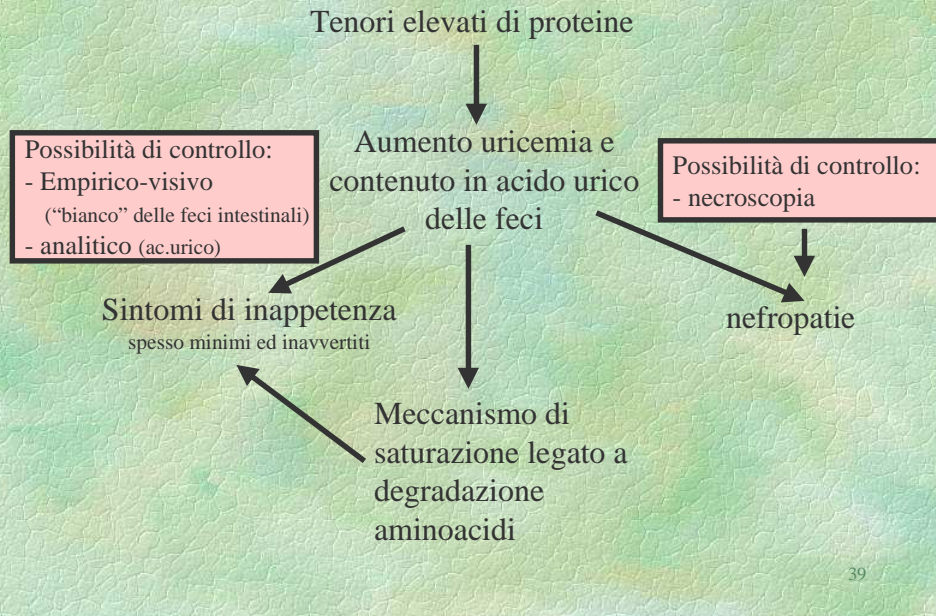 Tenori elevati di proteine
Possibilità di controllo:
- Empirico-visivo
(“bianco” delle feci intestinali)
- analitico (ac.urico)
Aumento uricemia e
contenuto in acido urico
delle feci
Possibilità di controllo:
- necroscopia
Sintomi di inappetenza
spesso minimi ed inavvertiti
nefropatie
Meccanismo di
saturazione legato a
degradazione
aminoacidi
39